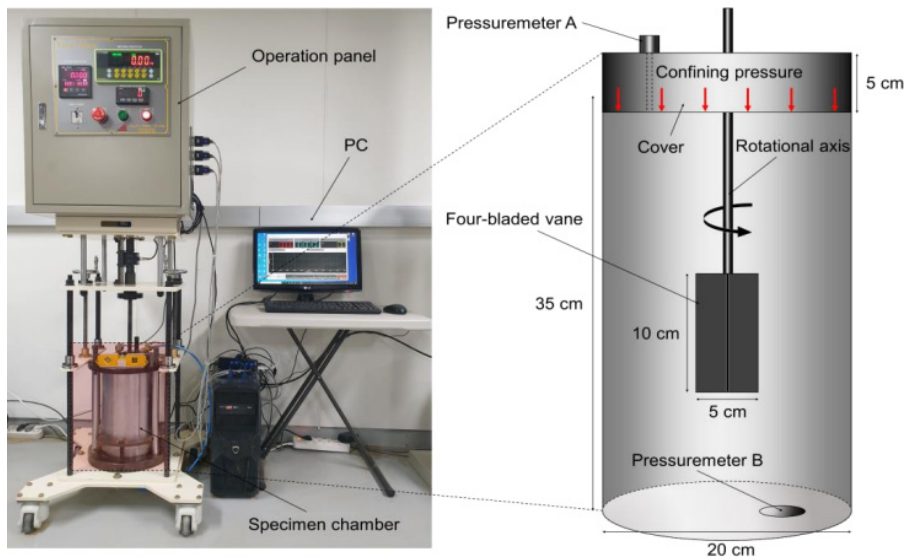 Operation panel
PC
Specimen chamber
Pressuremeter A
Confining pressure
5 cm
Cover
Rotational axis
Four-bladed vane
35 cm
10 cm
5 cm
Pressuremeter B
20 cm